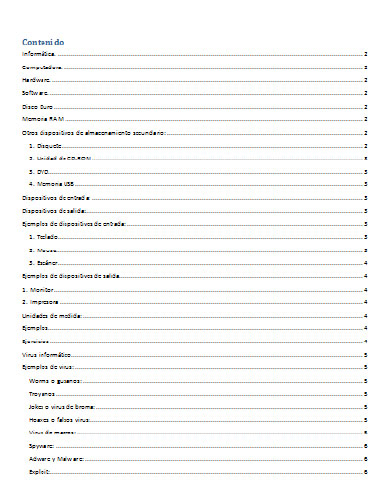 Contenido
Informática. 2
Computadora 2
Hardware 2
Software 2
Disco Duro 2
Memoria RAM 2
Otros dispositivos de almacenamiento secundario: 2
1. Disquete 2
2. Unidad de CD-ROM 3
3. DVD 3
4. Memoria USB 3
Dispositivos de entrada 3
Dispositivos de salida: 3
Ejemplos de dispositivos de entrada: 3
1. Teclado 3
2. Mouse 3
3. Escáner 4
Ejemplos de dispositivos de salida 4
1. Monitor 4
2. Impresora 4
Unidades de medida: 4
Ejemplos 4
Ejercicios 4
Virus informático 5
Ejemplos de virus: 5
Worms o gusanos: 5
Troyanos 5
Jokes o virus de broma: 5
Hoaxes o falsos virus: 5
Virus de macros: 5
Spyware: 6
Adware y Malware: 6
Exploit: 6